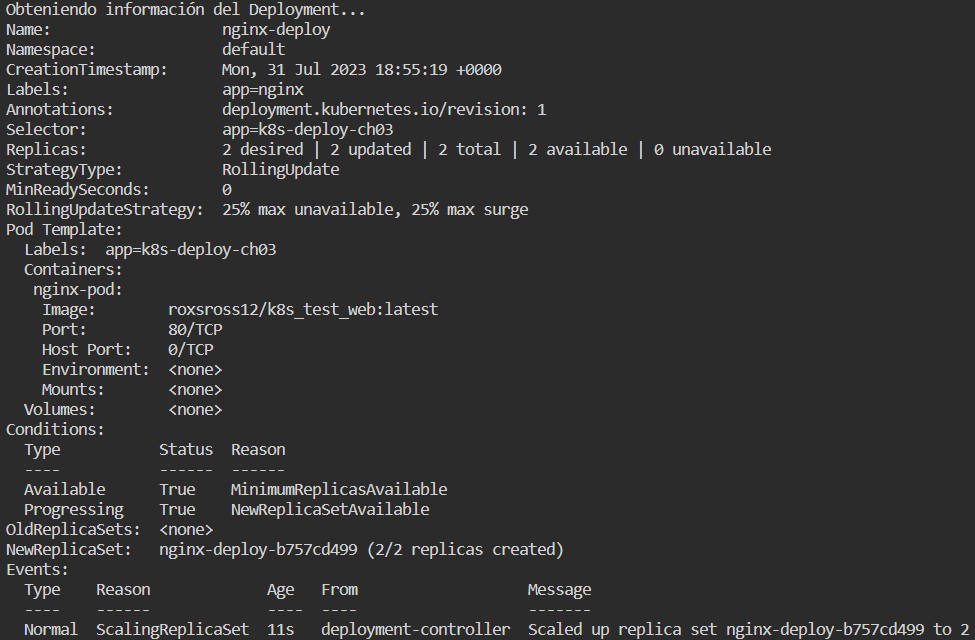 Obteniendo información del Deployment...
Name:                   nginx-deploy
Namespace:              default
CreationTimestamp:      Mon, 31 Jul 2023 18:55:19 +0000
Labels:                 app=nginx
Annotations:            deployment.kubernetes.io/revision: 1
Selector:               app=k8s-deploy-ch03
Replicas:               2 desired | 2 updated | 2 total | 2 available | 0 unavailable
StrategyType:           RollingUpdate
MinReadySeconds:        0
RollingUpdateStrategy:  25% max unavailable, 25% max surge
Pod Template:
  Labels:  app=k8s-deploy-ch03
  Containers:
   nginx-pod:
    Image:        roxsross12/k8s_test_web:latest
    Port:         80/TCP
    Host Port:    0/TCP
    Environment:  <none>
    Mounts:       <none>
  Volumes:        <none>
Conditions:
  Type           Status  Reason
  ----           ------  ------
  Available      True    MinimumReplicasAvailable
  Progressing    True    NewReplicaSetAvailable
OldReplicaSets:  <none>
NewReplicaSet:   nginx-deploy-b757cd499 (2/2 replicas created)
Events:
  Type    Reason             Age   From                   Message
  ----    ------             ----  ----                   -------
  Normal  ScalingReplicaSet  11s   deployment-controller  Scaled up replica set nginx-deploy-b757cd499 to 2